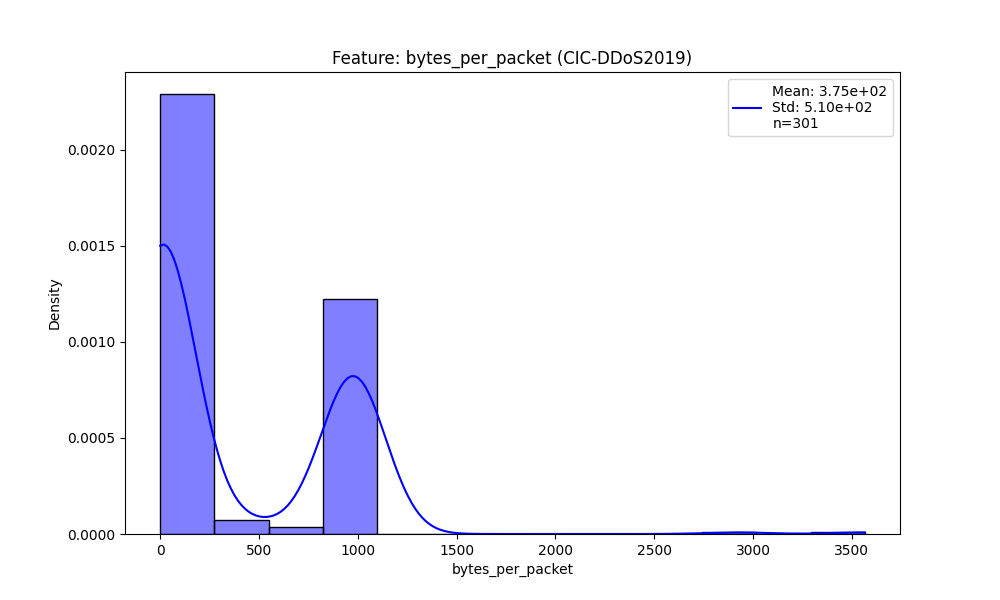 Feature: bytes_per_packet (CIC-DDoS2019)
Mean: 3.75e+02
Std: 5.10e+02
n=301
Density
0.0020
0.0015
0.0010
0.0005
0.0000
0 500 1000 1500 2000 2500 3000 3500
bytes_per_packet